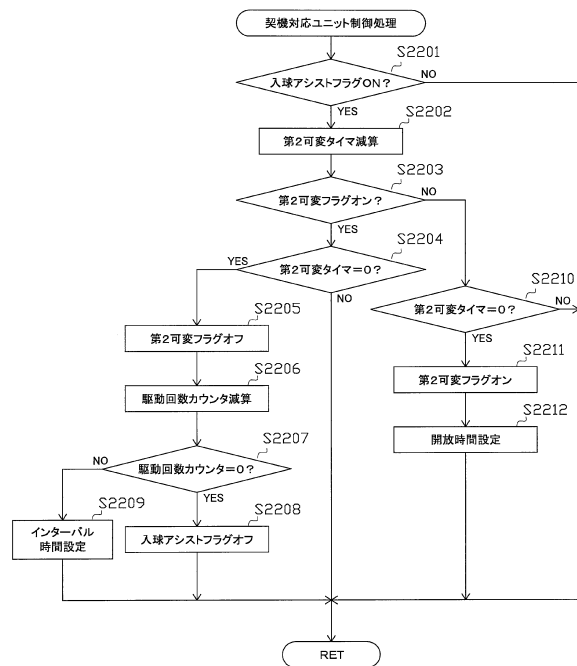 契機対応ユニット制御処理
S2201
入球アシストフラグON?
NO
YES
S2202
第2可変タイマ減算
S2203
第2可変フラグオン?
NO
YES
S2204
YES
第2可変タイマ=0?
NO
S2210
第2可変タイマ=0?
NO
YES
S2205
第2可変フラグオフ
S2211
第2可変フラグオン
S2206
駆動回数カウンタ減算
S2212
開放時間設定
S2207
NO
駆動回数カウンタ=0?
YES
S2209
インターバル
時間設定
S2208
入球アシストフラグオフ
RET